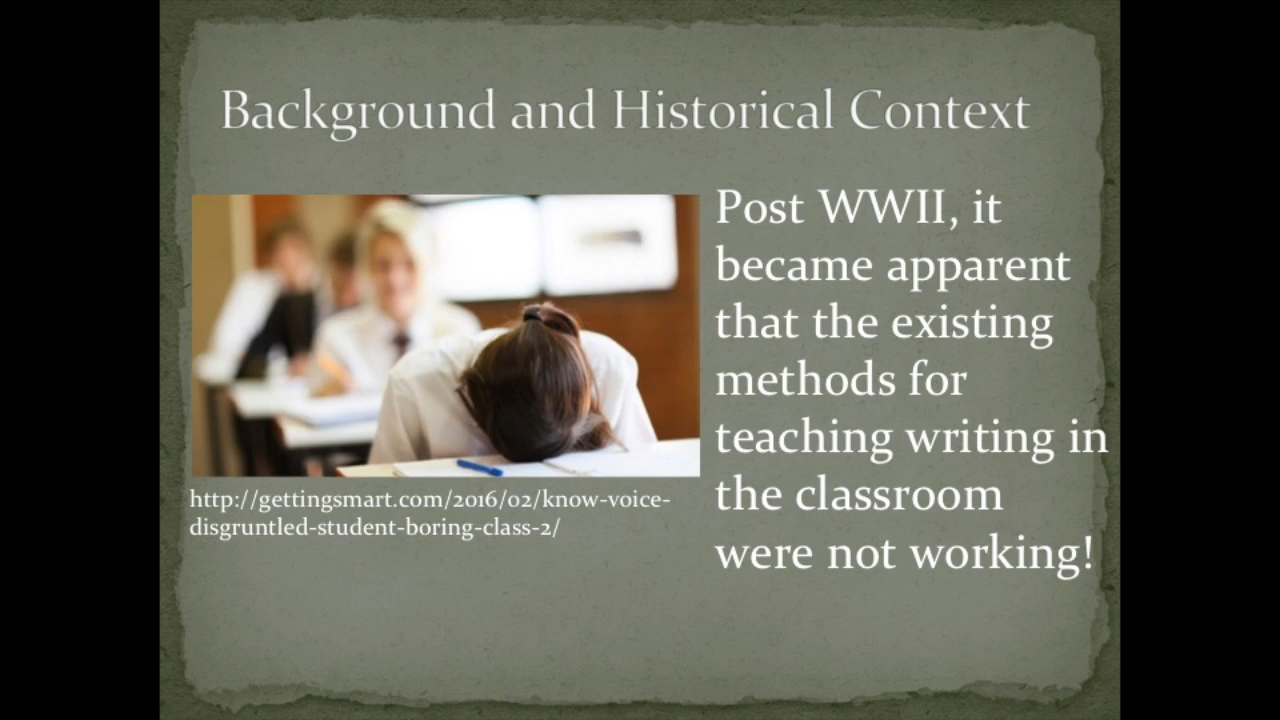 Background and Historical Context
Post WWII, it
became apparent
that the existing
methods for
teaching writing in
the classroom
were not working!
http://gettingsmart.com/2016/02/know-voice-
disgruntled-student-boring-class-2/